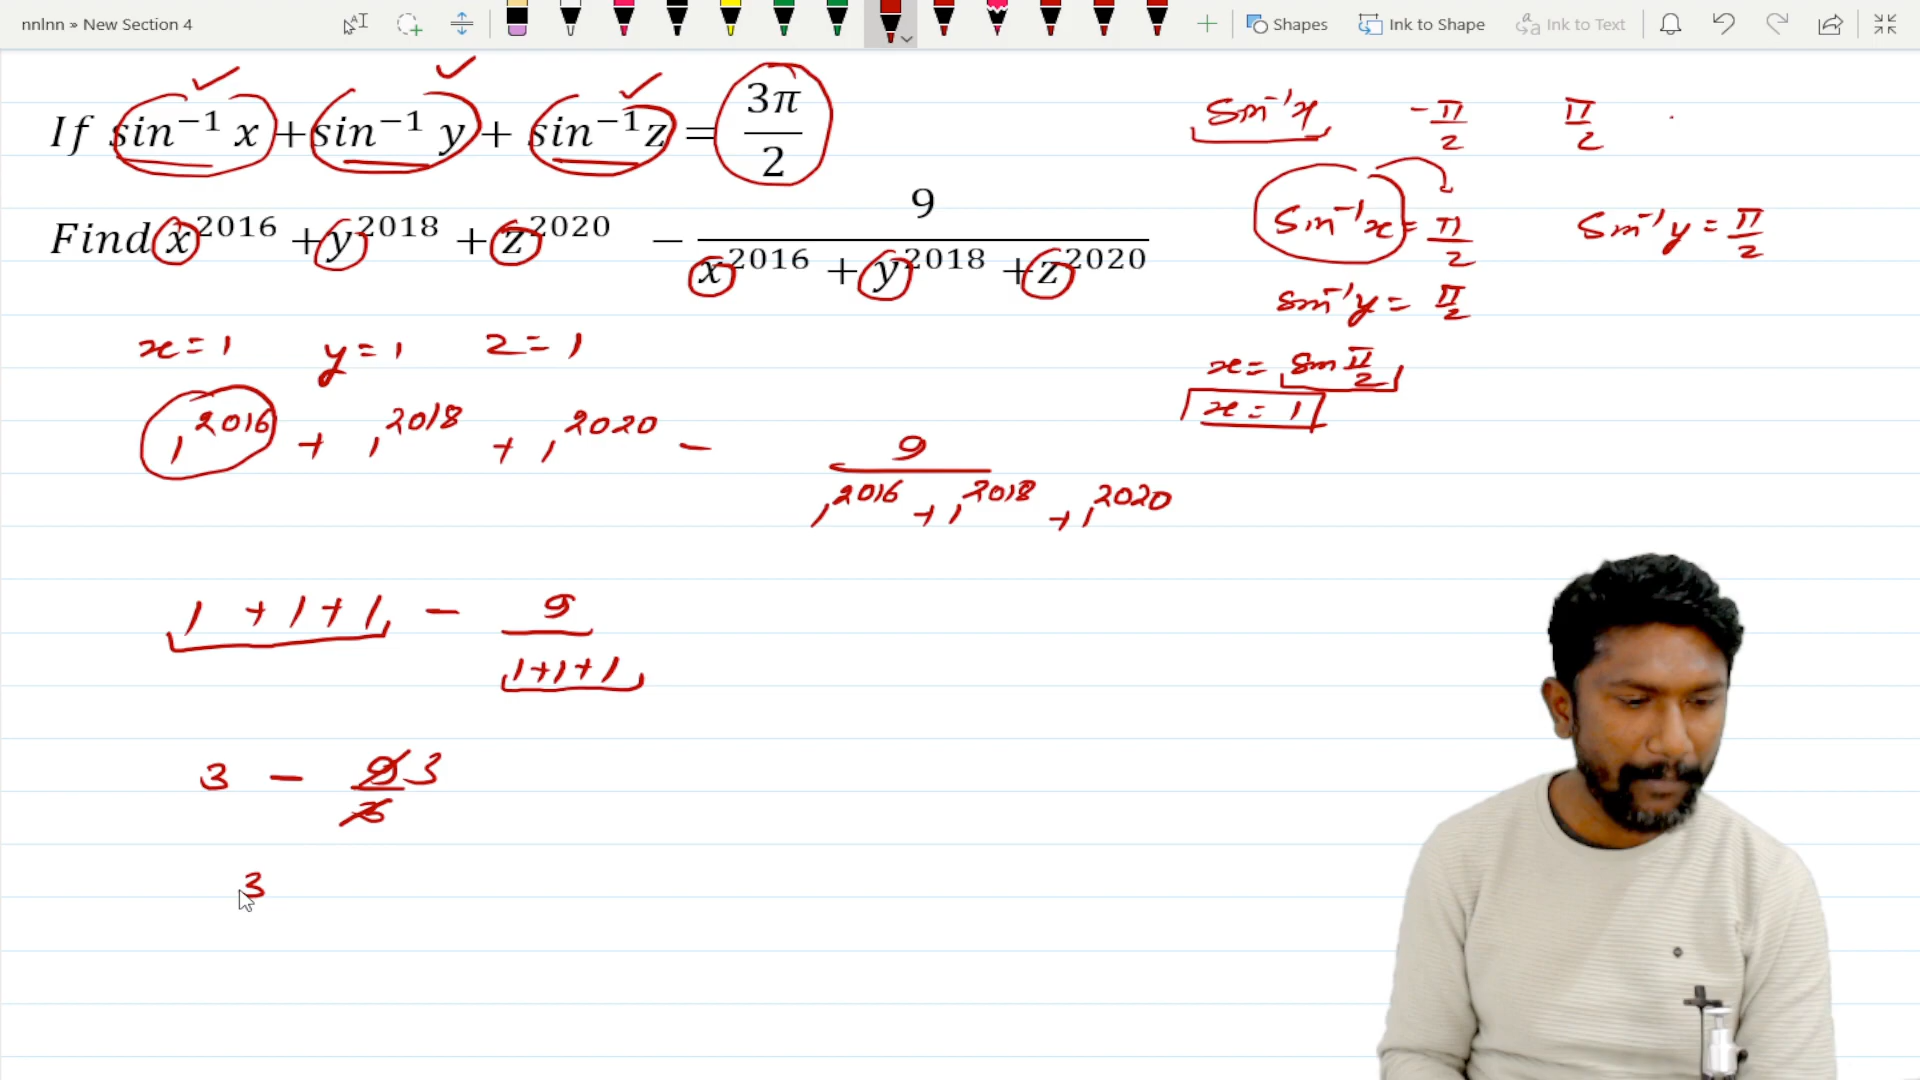 nnlnn » New Section 4
Shapes
Ink to Shape
Ink to Text
If sin⁻¹ x + sin⁻¹ y + sin⁻¹ z = 3π/2
Find x²⁰¹⁶ + y²⁰¹⁸ + z²⁰²⁰ − 9/(x²⁰¹⁶ + y²⁰¹⁸ + z²⁰²⁰)
x = 1 y = 1 z = 1
1²⁰¹⁶ + 1²⁰¹⁸ + 1²⁰²⁰ − 9/(1²⁰¹⁶ + 1²⁰¹⁸ + 1²⁰²⁰)
1 + 1 + 1 − 9/(1+1+1)
3 − 9/3 3
3
sin⁻¹x −π/2 π/2
sin⁻¹x = π/2 sin⁻¹y = π/2
sin⁻¹y = π/2
x = sin π/2
x = 1